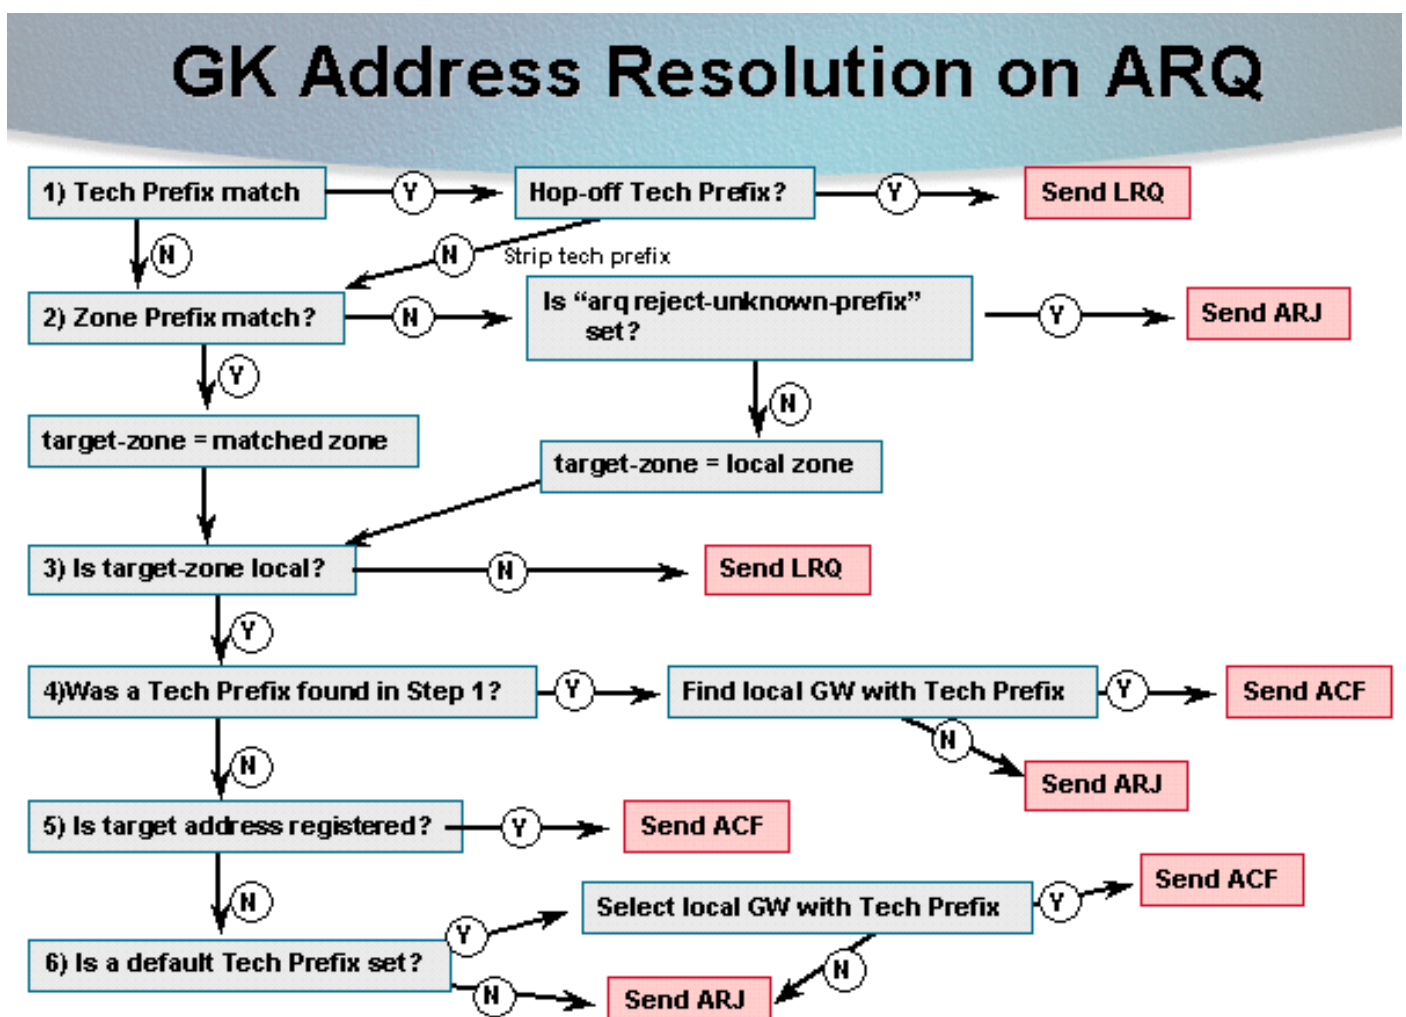 GK Address Resolution on ARQ
1) Tech Prefix match
Y
Hop-off Tech Prefix?
Y
Send LRQ
N
N
Strip tech prefix
2) Zone Prefix match?
N
Is “arq reject-unknown-prefix”
set?
Y
Send ARJ
Y
N
target-zone = matched zone
target-zone = local zone
3) Is target-zone local?
N
Send LRQ
Y
4)Was a Tech Prefix found in Step 1?
Y
Find local GW with Tech Prefix
Y
Send ACF
N
N
Send ARJ
5) Is target address registered?
Y
Send ACF
N
6) Is a default Tech Prefix set?
Y
Select local GW with Tech Prefix
Y
Send ACF
N
N
Send ARJ